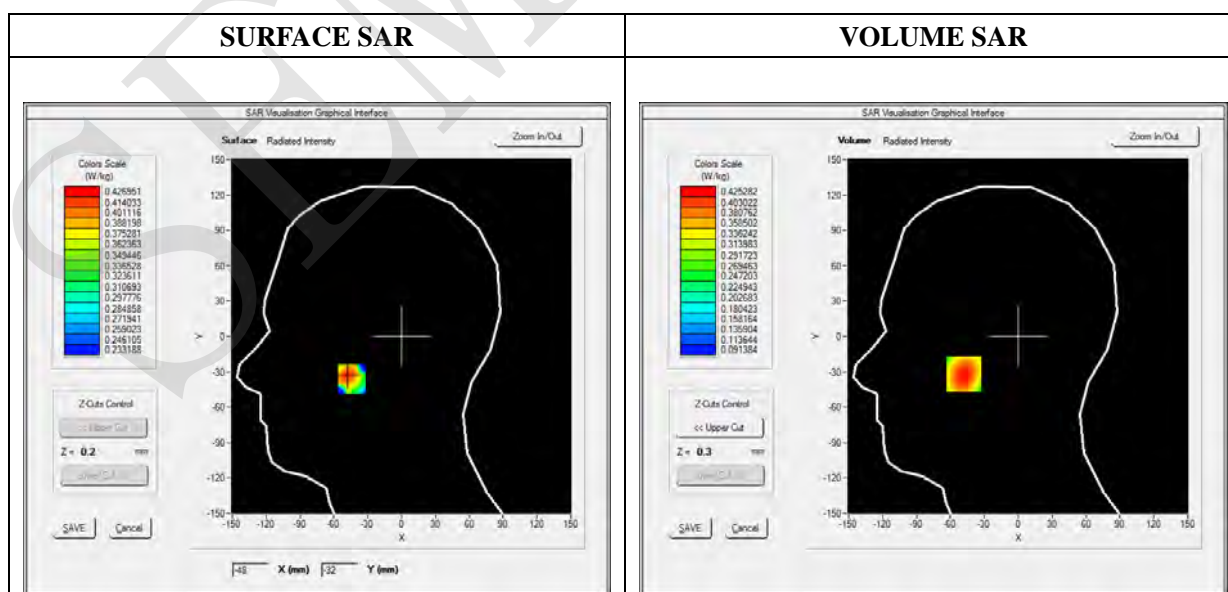 SURFACE SAR
VOLUME SAR
SAR Visualisation Graphical Interface
Surface Radiated Intensity
Zoom In/Out
Colors Scale
(W/kg)
0.426951
0.414033
0.401116
0.388198
0.375281
0.362363
0.349446
0.336528
0.323611
0.310693
0.297776
0.284858
0.271941
0.259023
0.246105
0.233188
Z-Cuts Control
<< Upper Cut
Z = 0.2 mm
SAVE
Cancel
150
120
90
60
30
0
-30
-60
-90
-120
-150
Y
-150 -120 -90 -60 -30 0 30 60 90 120 150
X
-48 X (mm) -32 Y (mm)
SAR Visualisation Graphical Interface
Volume Radiated Intensity
Zoom In/Out
Colors Scale
(W/kg)
0.425282
0.403022
0.380762
0.358502
0.336242
0.313983
0.291723
0.269463
0.247203
0.224943
0.202683
0.180423
0.158164
0.135904
0.113644
0.091384
Z-Cuts Control
<< Upper Cut
Z = 0.3 mm
SAVE
Cancel
150
120
90
60
30
0
-30
-60
-90
-120
-150
Y
-150 -120 -90 -60 -30 0 30 60 90 120 150
X